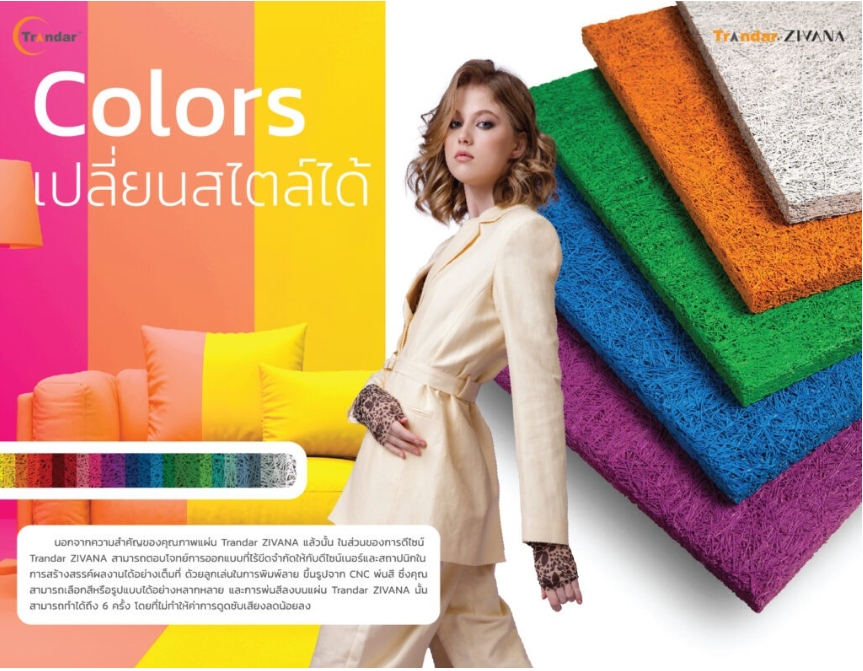 Trandar™
Trandar ZIVANA
Colors
เปลี่ยนสไตล์ได้
นอกจากความสำคัญของคุณภาพแผ่น Trandar ZIVANA แล้วนั้น ในส่วนของการดีไซน์
Trandar ZIVANA สามารถตอบโจทย์การออกแบบที่ไร้ขีดจำกัดให้กับดีไซน์เนอร์และสถาปนิกใน
การสร้างสรรค์ผลงานได้อย่างเต็มที่ ด้วยลูกเล่นในการพิมพ์ลาย ขึ้นรูปจาก CNC พ่นสี ซึ่งคุณ
สามารถเลือกสีหรือรูปแบบได้อย่างหลากหลาย และการพ่นสีลงบนแผ่น Trandar ZIVANA นั้น
สามารถทำได้ถึง 6 ครั้ง โดยที่ไม่ทำให้ค่าการดูดซับเสียงลดน้อยลง